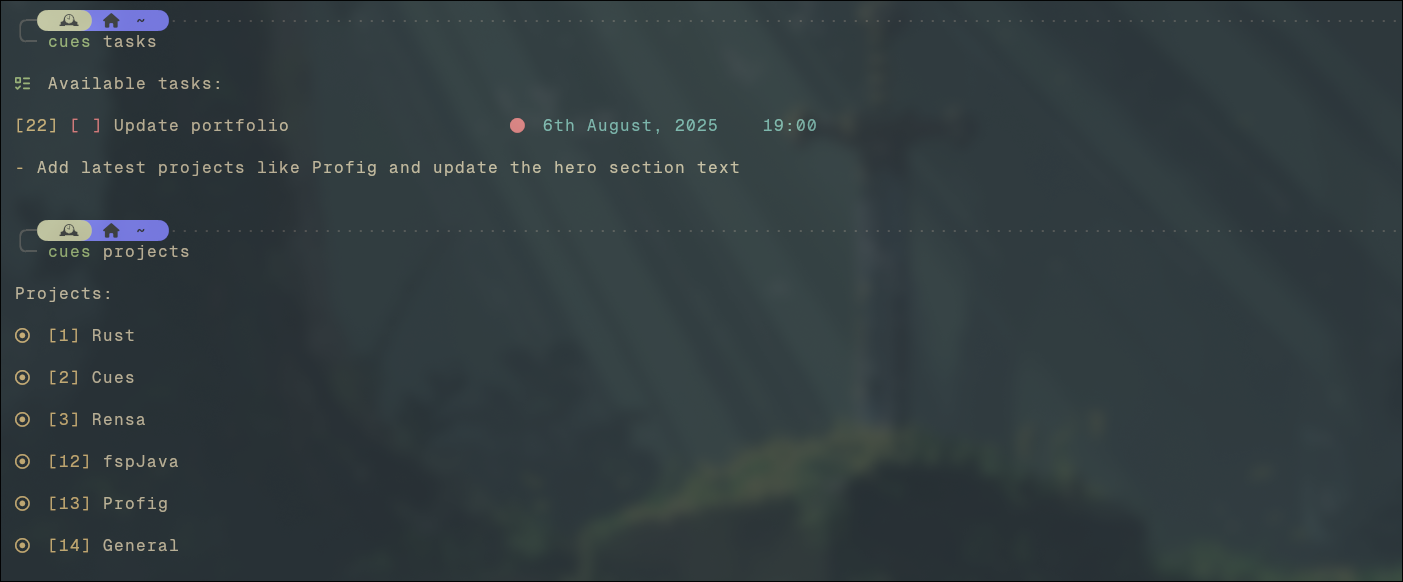 ~
cues tasks
Available tasks:
[22] [ ] Update portfolio 6th August, 2025 19:00
- Add latest projects like Profig and update the hero section text
~
cues projects
Projects:
[1] Rust
[2] Cues
[3] Rensa
[12] fspJava
[13] Profig
[14] General